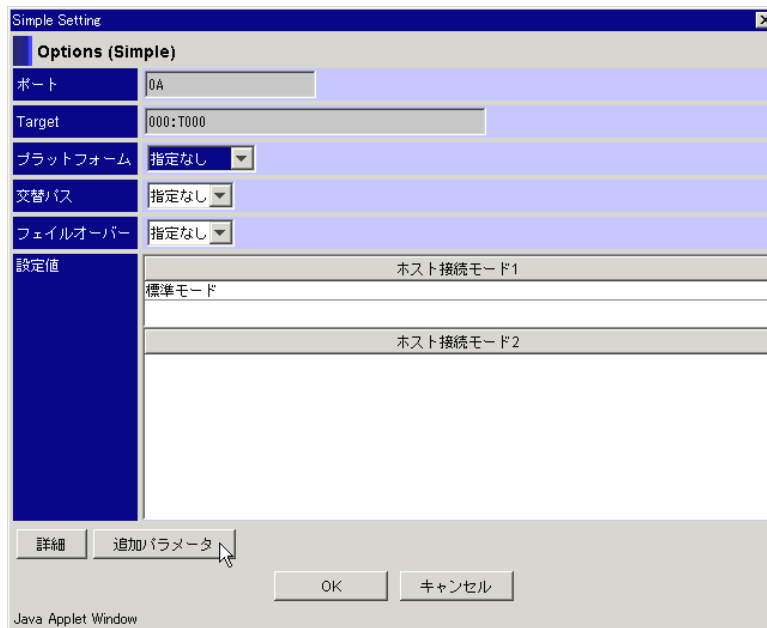 Simple Setting
Options (Simple)
ポート
0A
Target
000:T000
プラットフォーム
指定なし
交替パス
指定なし
フェイルオーバー
指定なし
設定値
ホスト接続モード1
標準モード
ホスト接続モード2
詳細
追加パラメータ
OK
キャンセル
Java Applet Window